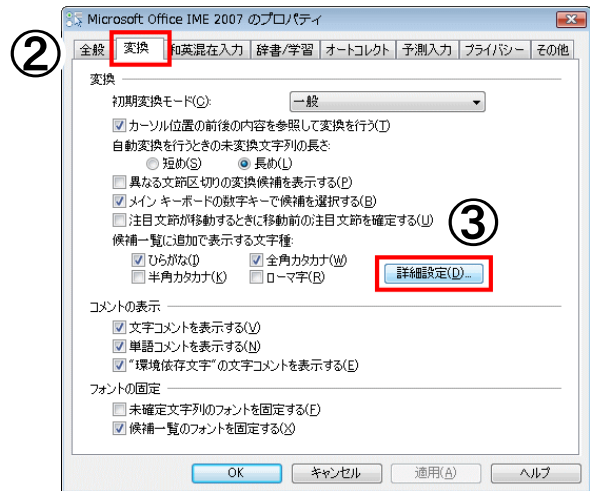 Microsoft Office IME 2007 のプロパティ
②
全般 変換 和英混在入力 辞書/学習 オートコレクト 予測入力 プライバシー その他
変換
初期変換モード(C): 一般
カーソル位置の前後の内容を参照して変換を行う(T)
自動変換を行うときの未変換文字列の長さ:
短め(S) 長め(L)
異なる文節区切りの変換候補を表示する(P)
メイン キーボードの数字キーで候補を選択する(B)
注目文節が移動するときに移動前の注目文節を確定する(U)
③
候補一覧に追加で表示する文字種:
ひらがな(I) 全角カタカナ(W)
半角カタカナ(K) ローマ字(R) 詳細設定(D)...
コメントの表示
文字コメントを表示する(V)
単語コメントを表示する(N)
"環境依存文字"の文字コメントを表示する(E)
フォントの固定
未確定文字列のフォントを固定する(F)
候補一覧のフォントを固定する(X)
OK キャンセル 適用(A) ヘルプ